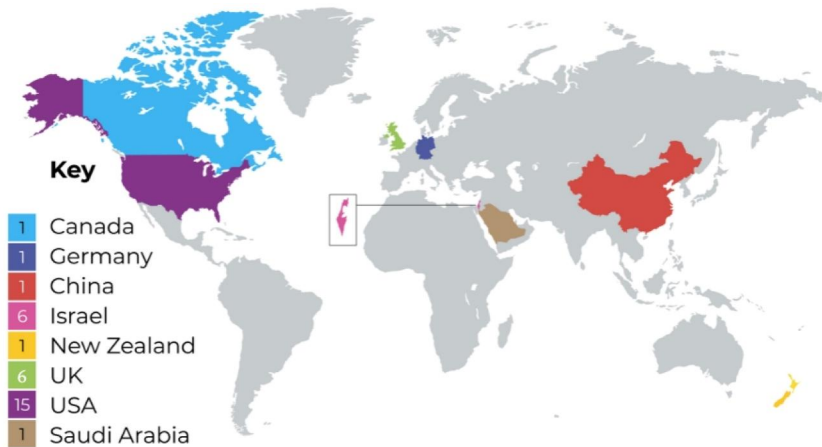 Key
1 Canada
1 Germany
1 China
6 Israel
1 New Zealand
6 UK
15 USA
1 Saudi Arabia